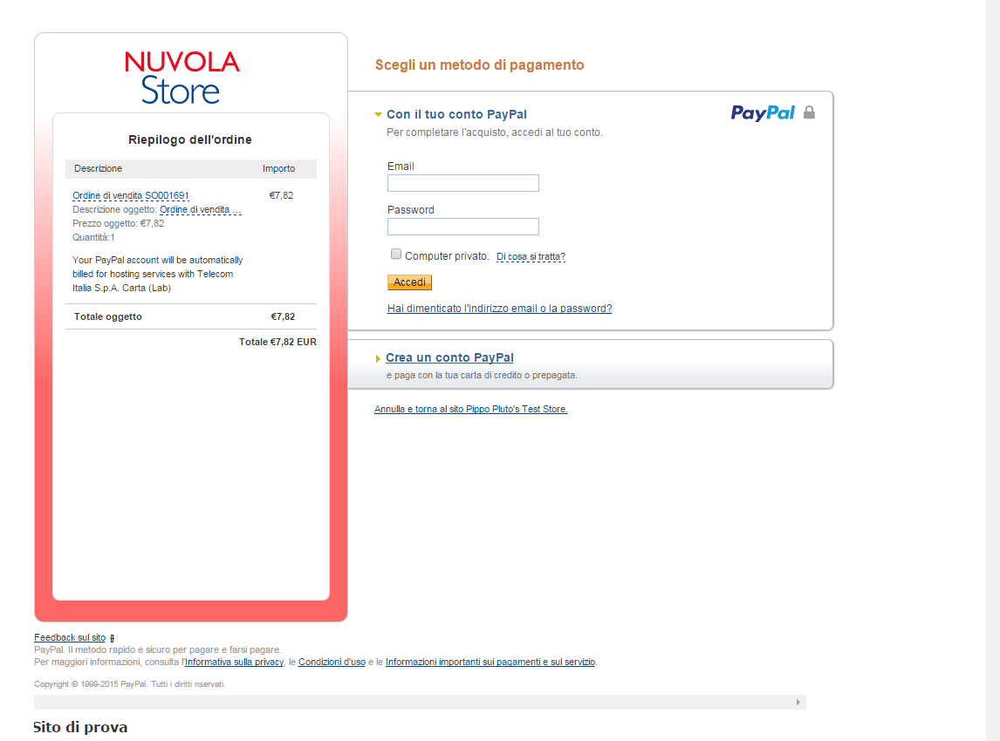 NUVOLA
Store
Riepilogo dell'ordine
Descrizione Importo
Ordine di vendita SO001691 €7,82
Descrizione oggetto: Ordine di vendita ...
Prezzo oggetto: €7,82
Quantità:1
Your PayPal account will be automatically
billed for hosting services with Telecom
Italia S.p.A. Carta (Lab)
Totale oggetto €7,82
Totale €7,82 EUR
Scegli un metodo di pagamento
Con il tuo conto PayPal
PayPal
Per completare l'acquisto, accedi al tuo conto.
Email
Password
Computer privato. Di cosa si tratta?
Accedi
Hai dimenticato l'indirizzo email o la password?
Crea un conto PayPal
e paga con la tua carta di credito o prepagata.
Annulla e torna al sito Pippo Pluto's Test Store.
Feedback sul sito
PayPal. Il metodo rapido e sicuro per pagare e farsi pagare.
Per maggiori informazioni, consulta l'Informativa sulla privacy, le Condizioni d'uso e le Informazioni importanti sui pagamenti e sul servizio.
Copyright © 1999-2015 PayPal. Tutti i diritti riservati.
Sito di prova